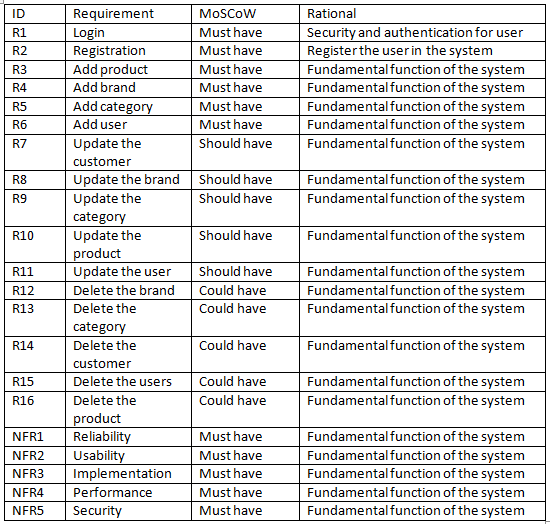 ID Requirement MoSCoW Rational
R1 Login Must have Security and authentication for user
R2 Registration Must have Register the user in the system
R3 Add product Must have Fundamental function of the system
R4 Add brand Must have Fundamental function of the system
R5 Add category Must have Fundamental function of the system
R6 Add user Must have Fundamental function of the system
R7 Update the Should have Fundamental function of the system
customer
R8 Update the brand Should have Fundamental function of the system
R9 Update the Should have Fundamental function of the system
category
R10 Update the Should have Fundamental function of the system
product
R11 Update the user Should have Fundamental function of the system
R12 Delete the brand Could have Fundamental function of the system
R13 Delete the Could have Fundamental function of the system
category
R14 Delete the Could have Fundamental function of the system
customer
R15 Delete the users Could have Fundamental function of the system
R16 Delete the Could have Fundamental function of the system
product
NFR1 Reliability Must have Fundamental function of the system
NFR2 Usability Must have Fundamental function of the system
NFR3 Implementation Must have Fundamental function of the system
NFR4 Performance Must have Fundamental function of the system
NFR5 Security Must have Fundamental function of the system